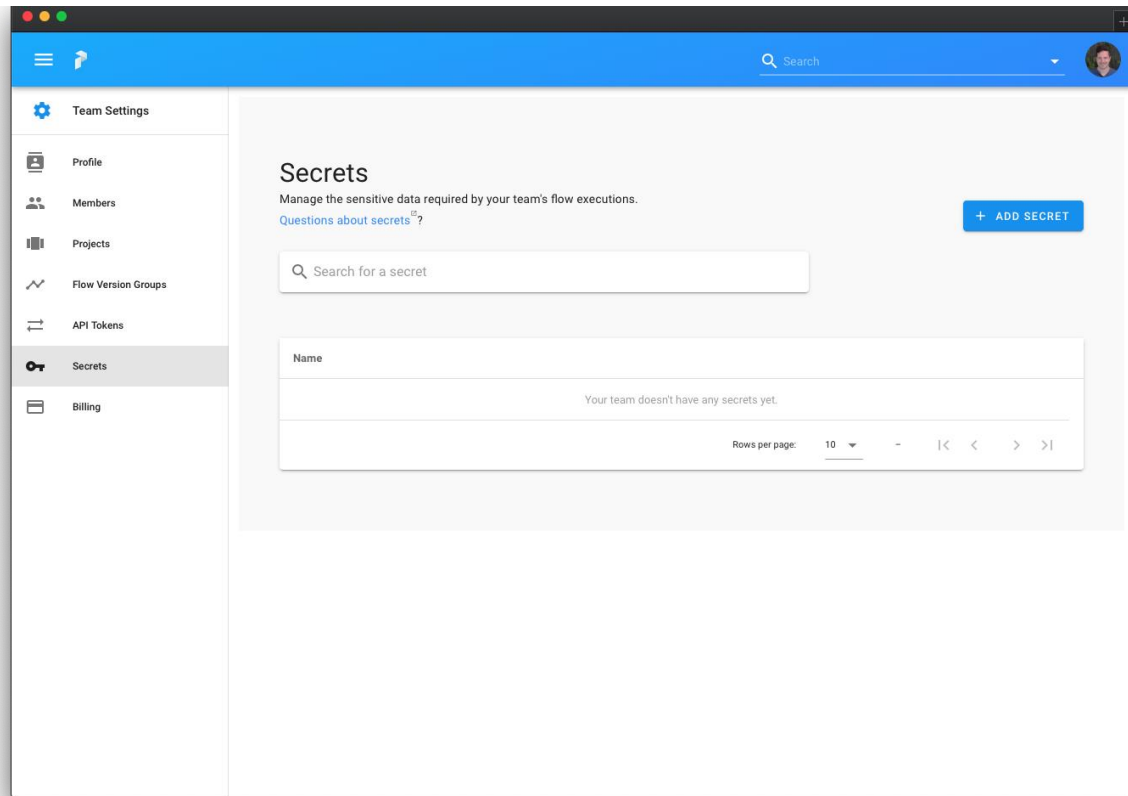 Search
Team Settings
Profile
Members
Projects
Flow Version Groups
API Tokens
Secrets
Billing
Secrets
Manage the sensitive data required by your team's flow executions.
Questions about secrets?
+ ADD SECRET
Search for a secret
Name
Your team doesn't have any secrets yet.
Rows per page: 10 -